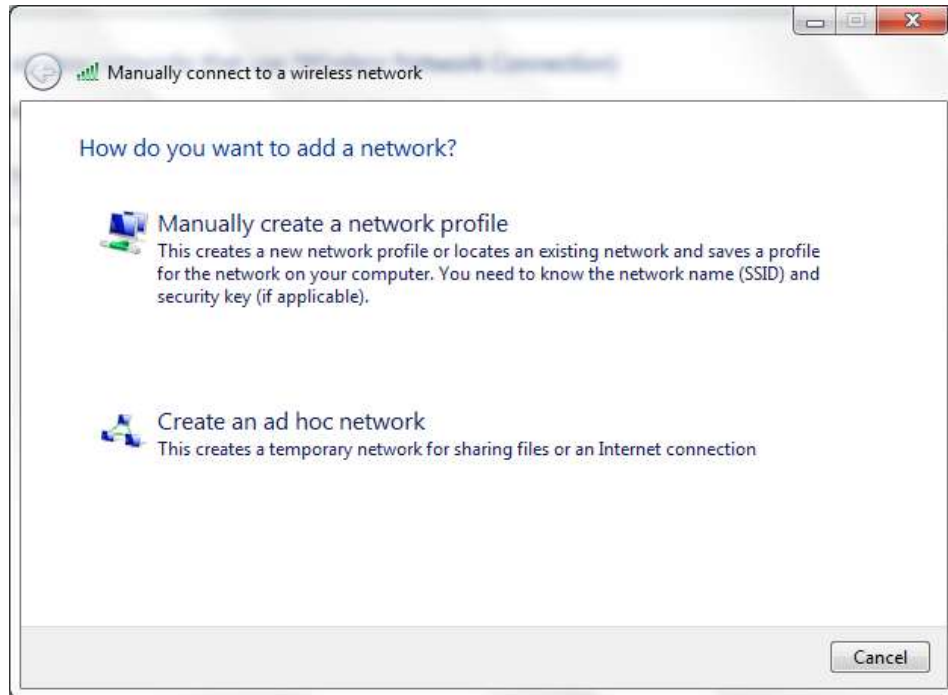 Manually connect to a wireless network
How do you want to add a network?
Manually create a network profile
This creates a new network profile or locates an existing network and saves a profile
for the network on your computer. You need to know the network name (SSID) and
security key (if applicable).
Create an ad hoc network
This creates a temporary network for sharing files or an Internet connection
Cancel